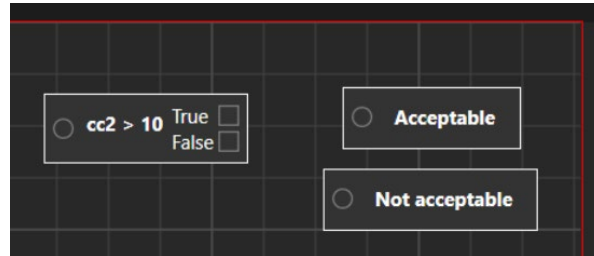 cc2 > 10
True
False
Acceptable
Not acceptable